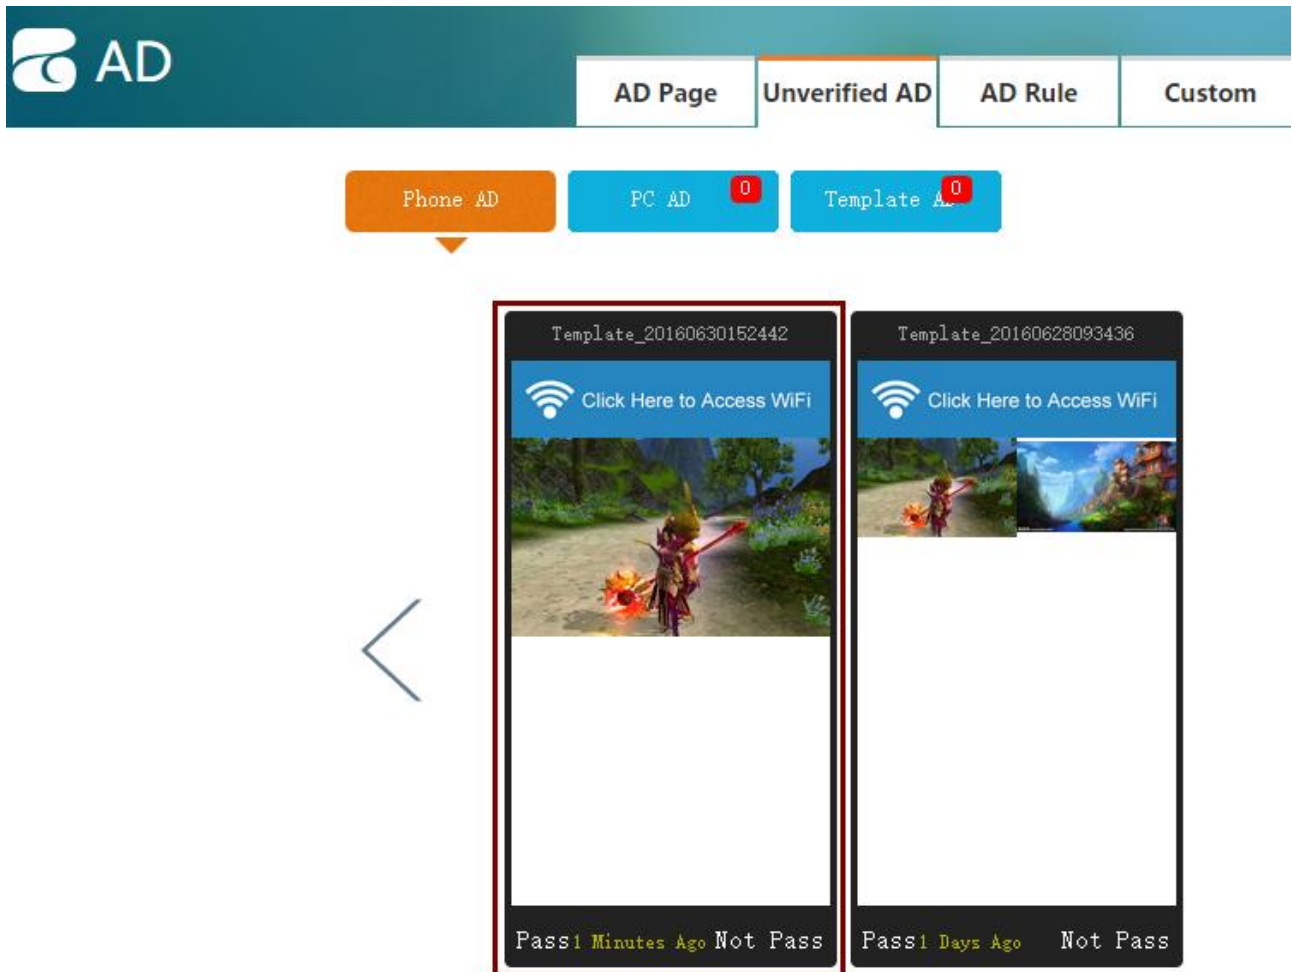 AD
AD Page Unverified AD AD Rule Custom
Phone AD PC AD 0 Template 0
Template_20160630152442 Template_20160628093436
Click Here to Access WiFi Click Here to Access WiFi
Pass 1 Minutes Ago Not Pass Pass 1 Days Ago Not Pass